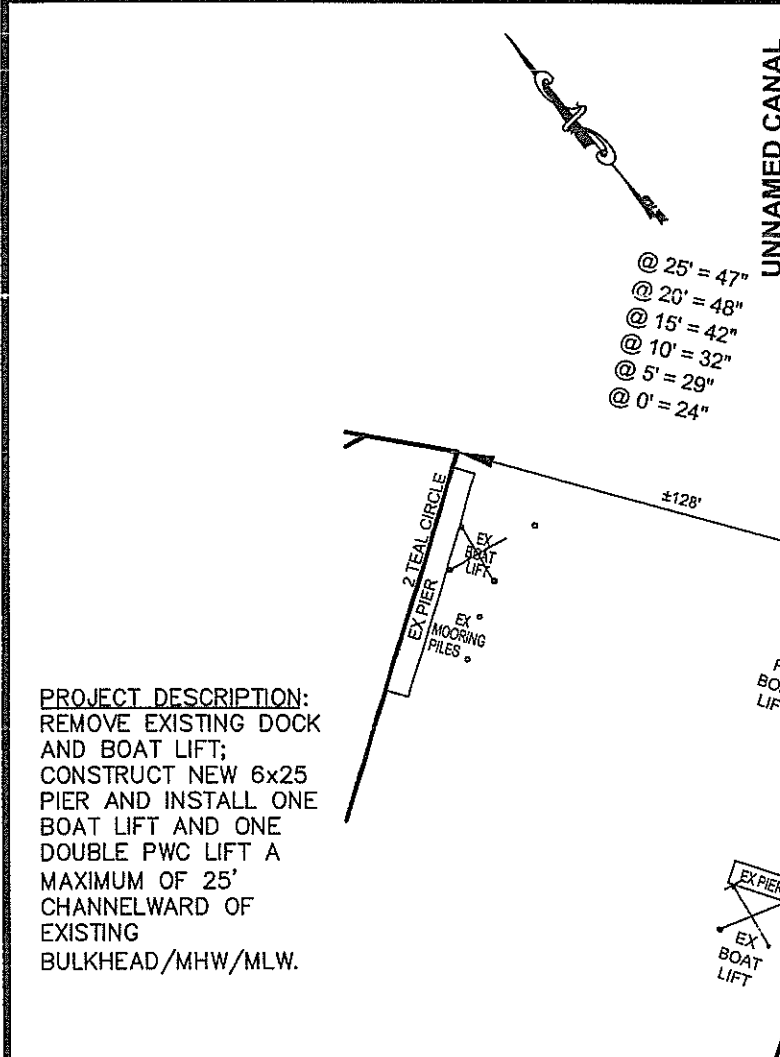 UNNAMED CANAL
@ 25' = 47"
@ 20' = 48"
@ 15' = 42"
@ 10' = 32"
@ 5' = 29"
@ 0' = 24"
±128'
2 TEAL CIRCLE
EX PIER
EX
BOAT
LIFT
EX
MOORING
PILES
PROJECT DESCRIPTION:
REMOVE EXISTING DOCK
AND BOAT LIFT;
CONSTRUCT NEW 6x25
PIER AND INSTALL ONE
BOAT LIFT AND ONE
DOUBLE PWC LIFT A
MAXIMUM OF 25'
CHANNELWARD OF
EXISTING
BULKHEAD/MHW/MLW.
EX PIER
EX
BOAT
LIFT